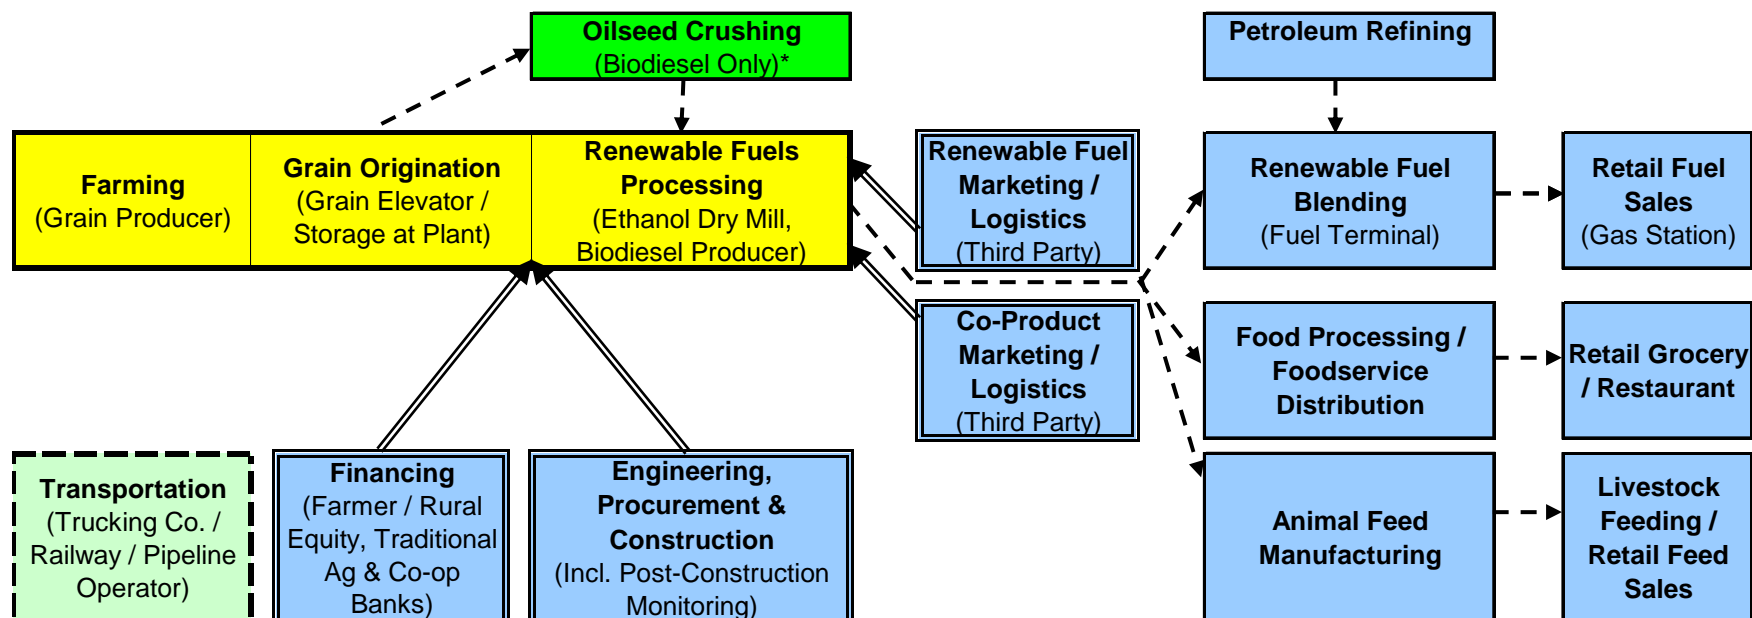 Oilseed Crushing
(Biodiesel Only)*
Petroleum Refining
Farming
(Grain Producer)
Grain Origination
(Grain Elevator /
Storage at Plant)
Renewable Fuels
Processing
(Ethanol Dry Mill,
Biodiesel Producer)
Renewable Fuel
Marketing /
Logistics
(Third Party)
Renewable Fuel
Blending
(Fuel Terminal)
Retail Fuel
Sales
(Gas Station)
Co-Product
Marketing /
Logistics
(Third Party)
Food Processing /
Foodservice
Distribution
Retail Grocery
/ Restaurant
Transportation
(Trucking Co. /
Railway / Pipeline
Operator)
Financing
(Farmer / Rural
Equity, Traditional
Ag & Co-op
Banks)
Engineering,
Procurement &
Construction
(Incl. Post-Construction
Monitoring)
Animal Feed
Manufacturing
Livestock
Feeding /
Retail Feed
Sales